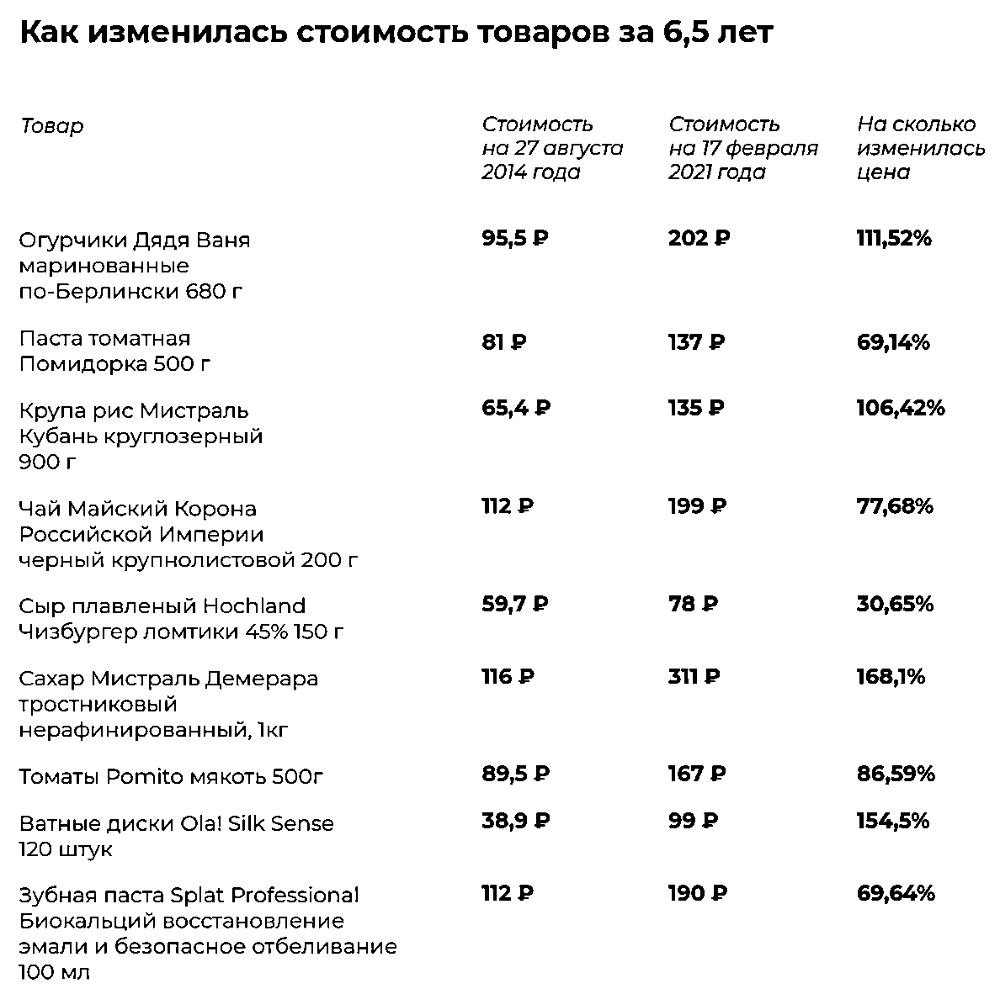 Как изменилась стоимость товаров за 6,5 лет
Товар
Стоимость
на 27 августа
2014 года
Стоимость
на 17 февраля
2021 года
На сколько
изменилась
цена
Огурчики Дядя Ваня
маринованные
по-Берлински 680 г
95,5 ₽
202 ₽
111,52%
Паста томатная
Помидорка 500 г
81 ₽
137 ₽
69,14%
Крупа рис Мистраль
Кубань круглозерный
900 г
65,4 ₽
135 ₽
106,42%
Чай Майский Корона
Российской Империи
черный крупнолистовой 200 г
112 ₽
199 ₽
77,68%
Сыр плавленый Hochland
Чизбургер ломтики 45% 150 г
59,7 ₽
78 ₽
30,65%
Сахар Мистраль Демерара
тростниковый
нерафинированный, 1кг
116 ₽
311 ₽
168,1%
Томаты Pomito мякоть 500г
89,5 ₽
167 ₽
86,59%
Ватные диски Ola! Silk Sense
120 штук
38,9 ₽
99 ₽
154,5%
Зубная паста Splat Professional
Биокальций восстановление
эмали и безопасное отбеливание
100 мл
112 ₽
190 ₽
69,64%